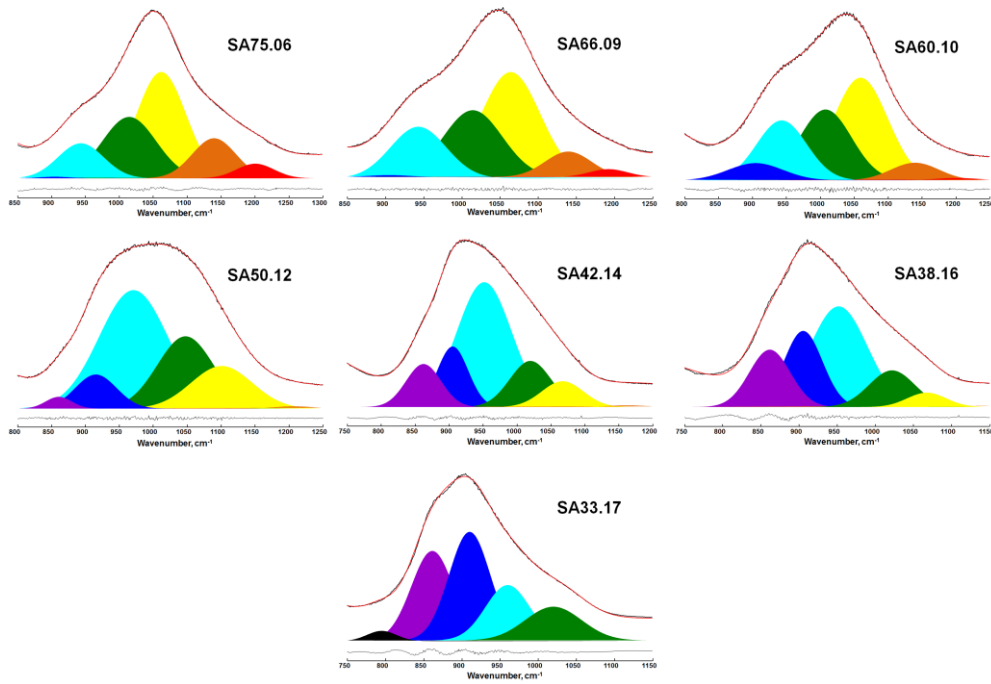 SA75.06
850 900 950 1000 1050 1100 1150 1200 1250 1300
Wavenumber, cm⁻¹
SA66.09
850 900 950 1000 1050 1100 1150 1200 1250
Wavenumber, cm⁻¹
SA60.10
800 850 900 950 1000 1050 1100 1150 1200 1250
Wavenumber, cm⁻¹
SA50.12
800 850 900 950 1000 1050 1100 1150 1200 1250
Wavenumber, cm⁻¹
SA42.14
750 800 850 900 950 1000 1050 1100 1150 1200
Wavenumber, cm⁻¹
SA38.16
750 800 850 900 950 1000 1050 1100 1150
Wavenumber, cm⁻¹
SA33.17
750 800 850 900 950 1000 1050 1100 1150
Wavenumber, cm⁻¹